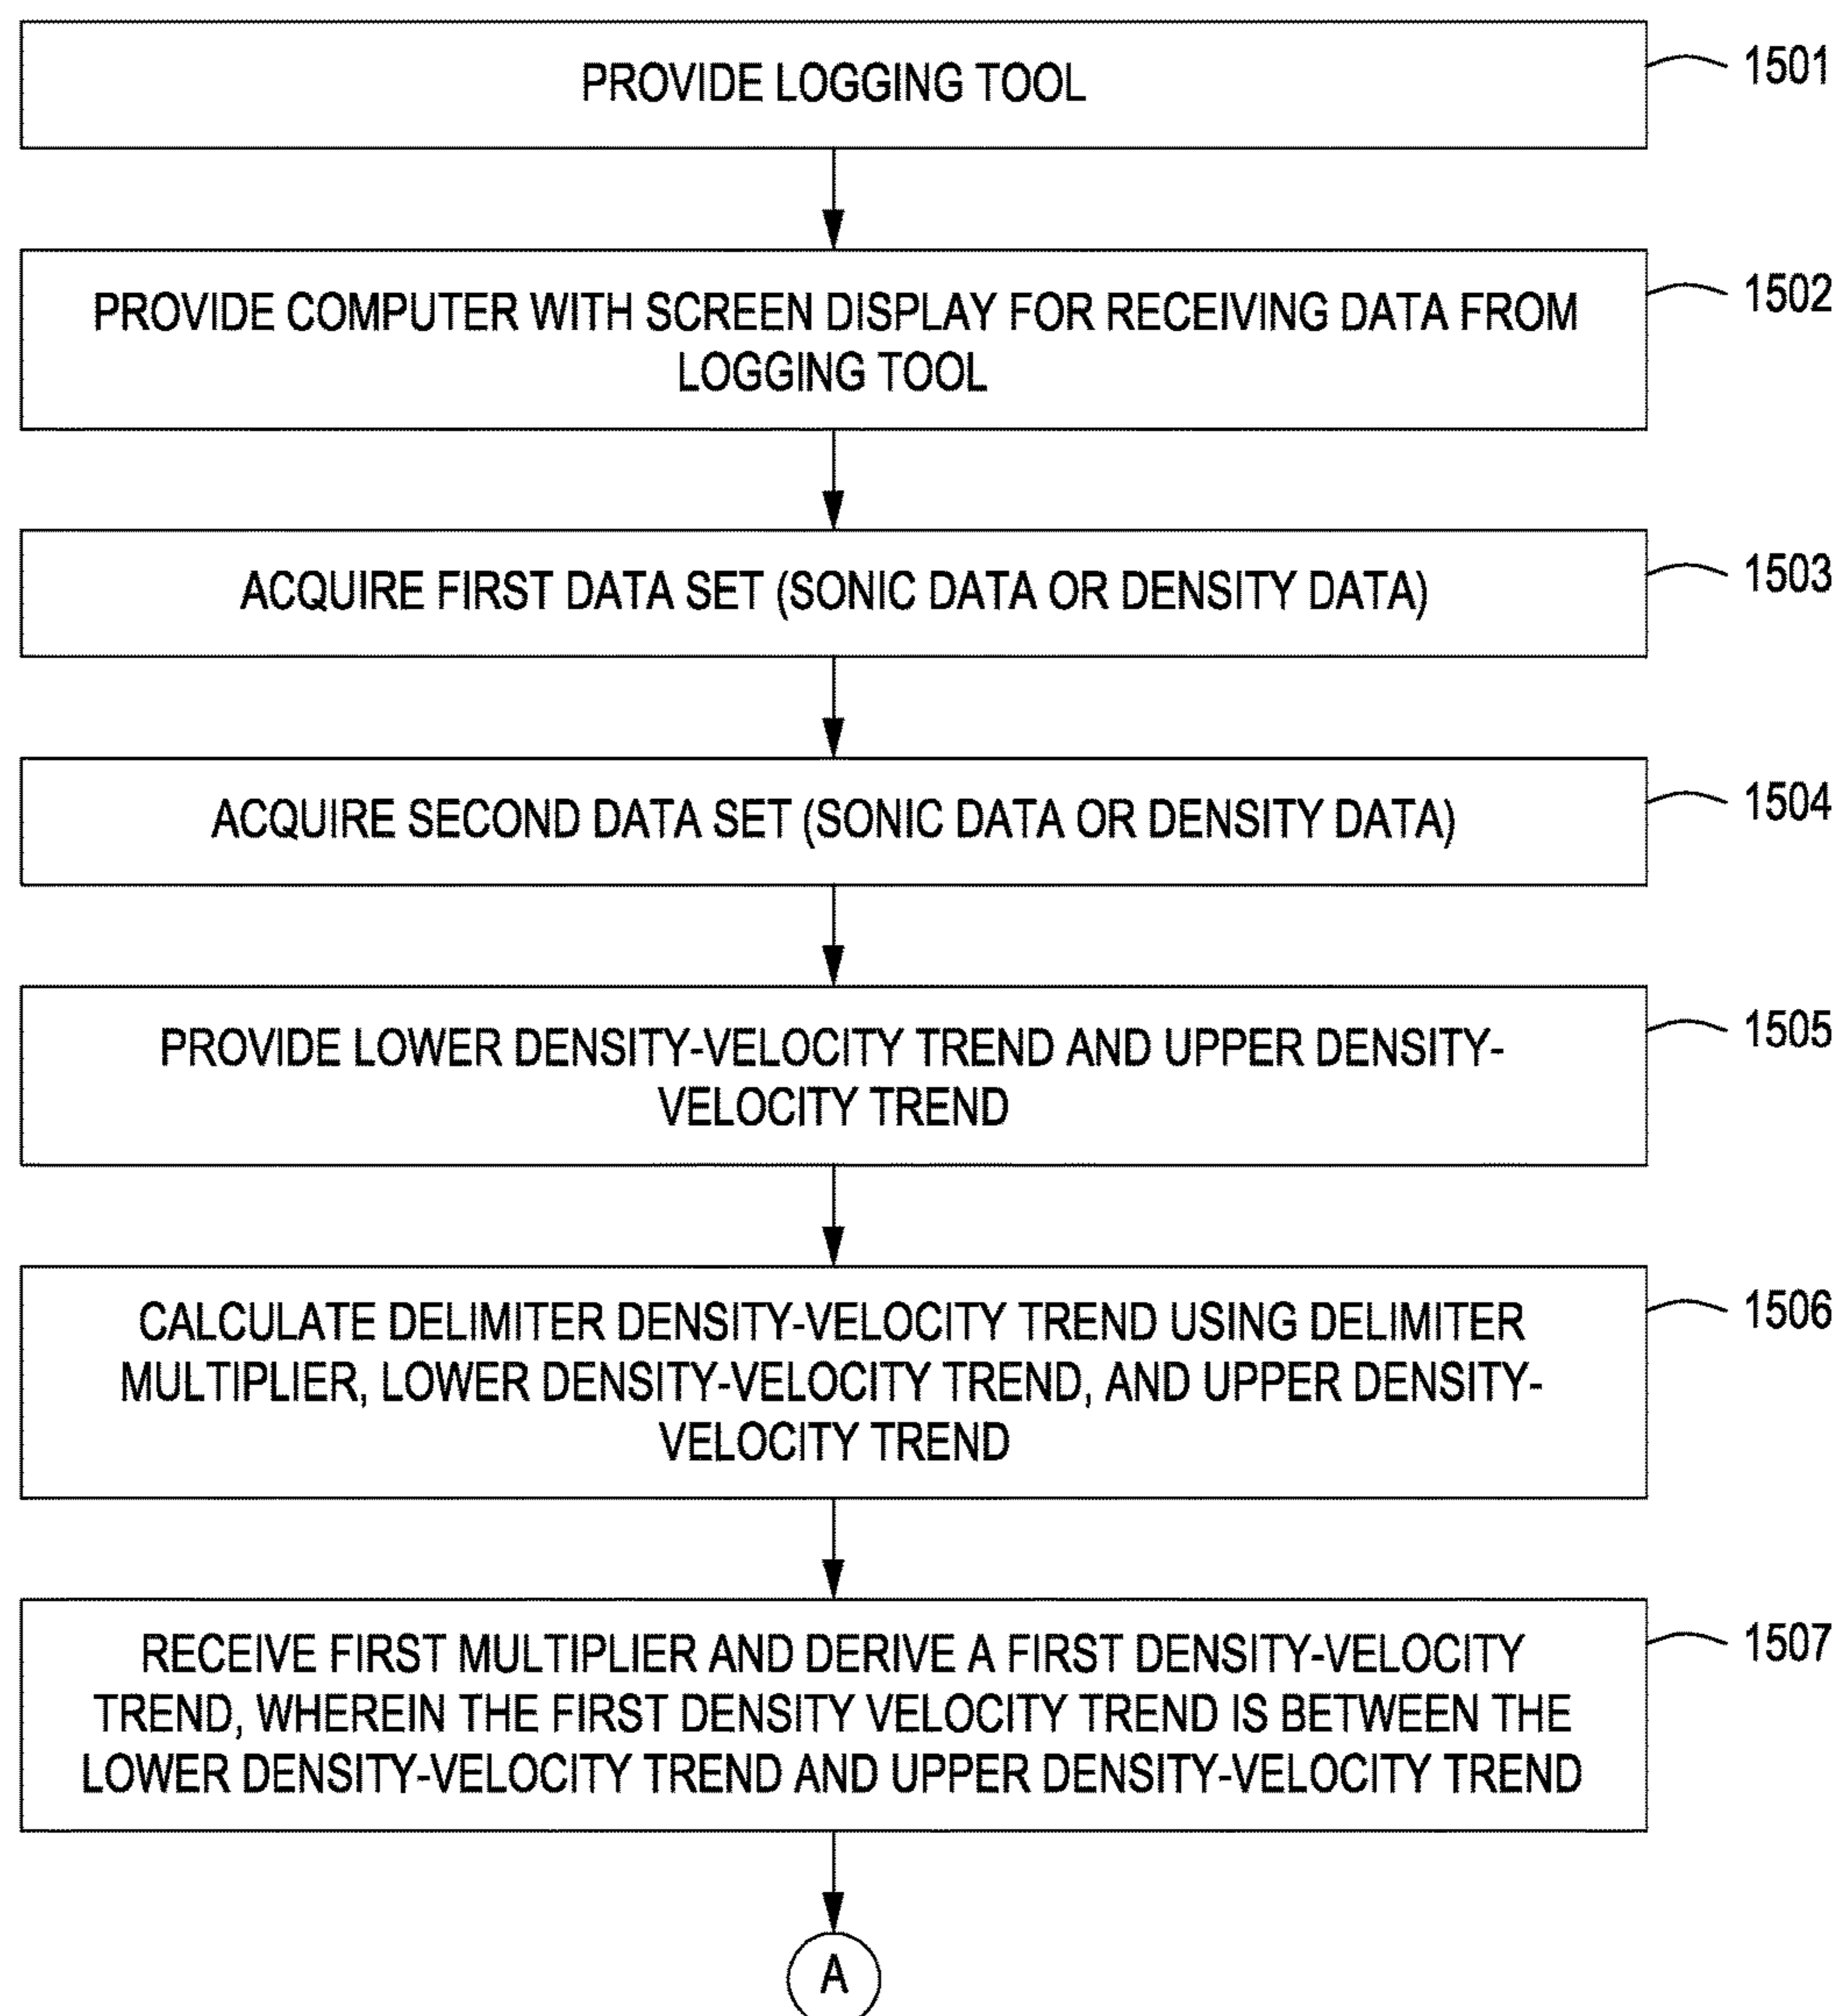 PROVIDE LOGGING TOOL
1501
PROVIDE COMPUTER WITH SCREEN DISPLAY FOR RECEIVING DATA FROM
LOGGING TOOL
1502
ACQUIRE FIRST DATA SET (SONIC DATA OR DENSITY DATA)
1503
ACQUIRE SECOND DATA SET (SONIC DATA OR DENSITY DATA)
1504
PROVIDE LOWER DENSITY-VELOCITY TREND AND UPPER DENSITY-
VELOCITY TREND
1505
CALCULATE DELIMITER DENSITY-VELOCITY TREND USING DELIMITER
MULTIPLIER, LOWER DENSITY-VELOCITY TREND, AND UPPER DENSITY-
VELOCITY TREND
1506
RECEIVE FIRST MULTIPLIER AND DERIVE A FIRST DENSITY-VELOCITY
TREND, WHEREIN THE FIRST DENSITY VELOCITY TREND IS BETWEEN THE
LOWER DENSITY-VELOCITY TREND AND UPPER DENSITY-VELOCITY TREND
1507
A